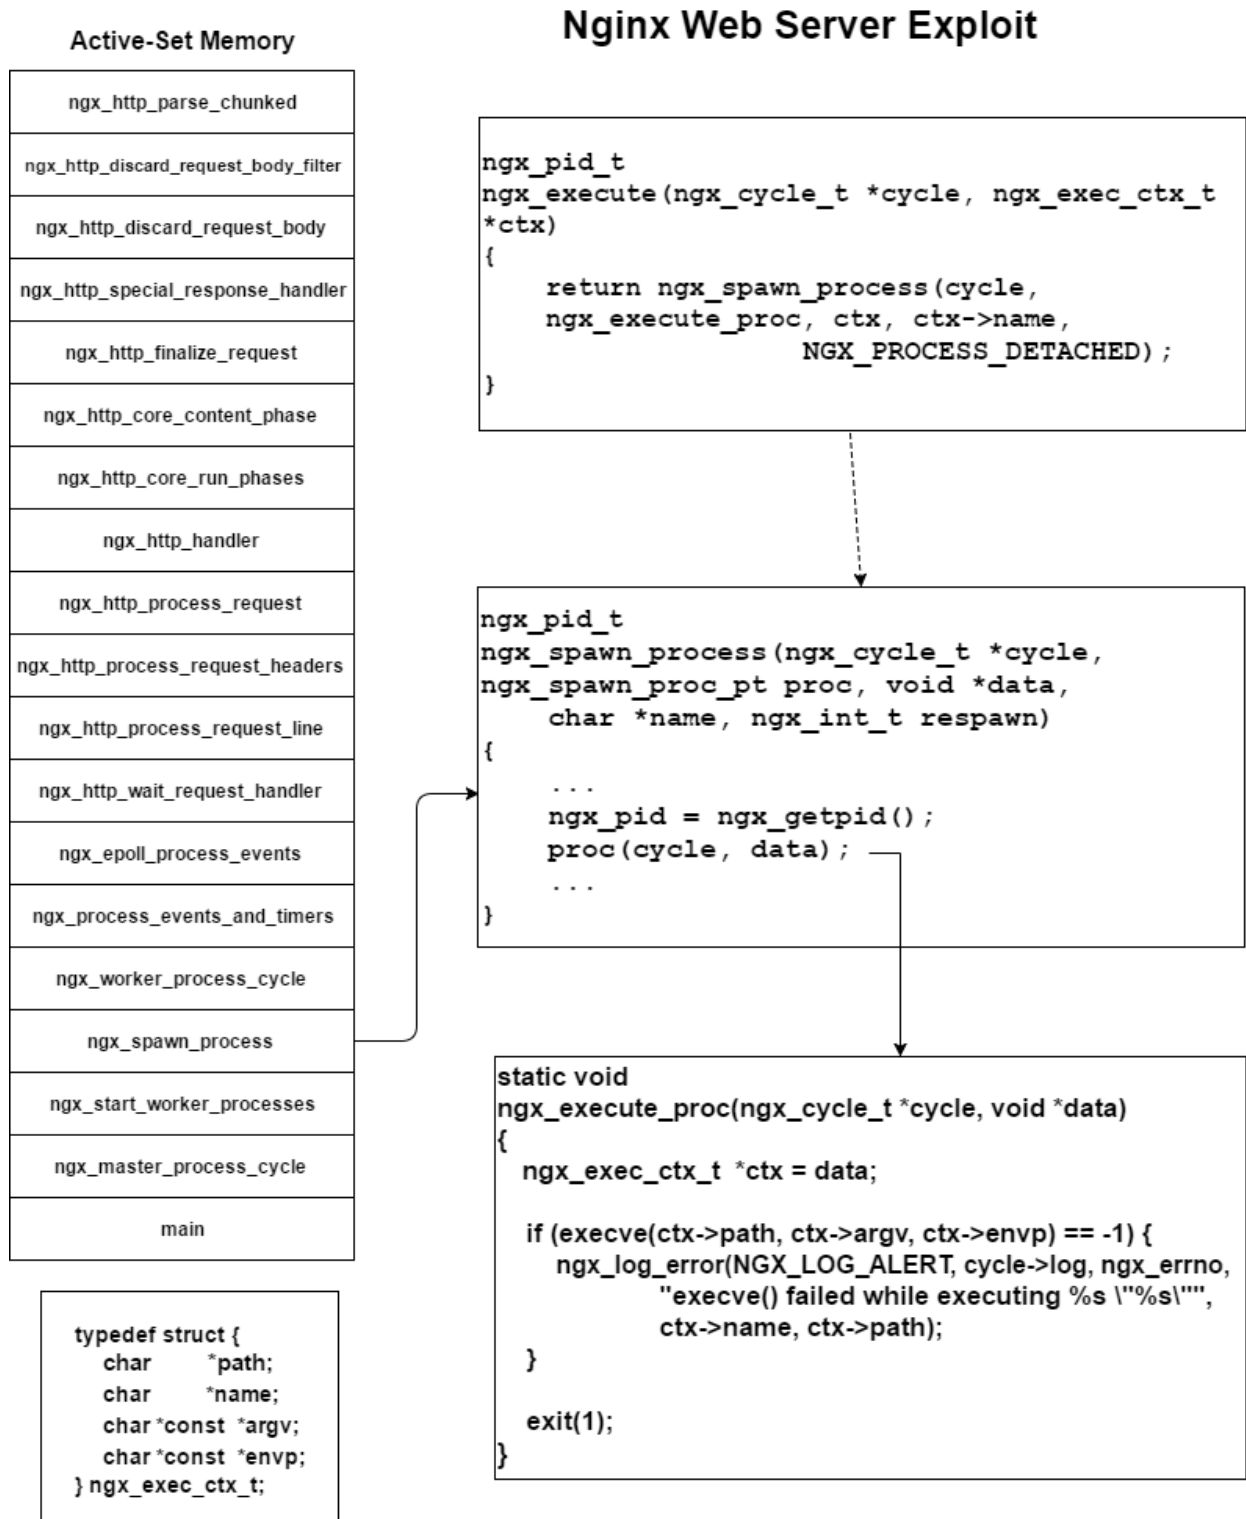 Nginx Web Server Exploit
Active-Set Memory
ngx_http_parse_chunked
ngx_http_discard_request_body_filter
ngx_http_discard_request_body
ngx_http_special_response_handler
ngx_http_finalize_request
ngx_http_core_content_phase
ngx_http_core_run_phases
ngx_http_handler
ngx_http_process_request
ngx_http_process_request_headers
ngx_http_process_request_line
ngx_http_wait_request_handler
ngx_epoll_process_events
ngx_process_events_and_timers
ngx_worker_process_cycle
ngx_spawn_process
ngx_start_worker_processes
ngx_master_process_cycle
main
typedef struct {
char *path;
char *name;
char *const *argv;
char *const *envp;
} ngx_exec_ctx_t;
ngx_pid_t
ngx_execute(ngx_cycle_t *cycle, ngx_exec_ctx_t
*ctx)
{
return ngx_spawn_process(cycle,
ngx_execute_proc, ctx, ctx->name,
NGX_PROCESS_DETACHED);
}
ngx_pid_t
ngx_spawn_process(ngx_cycle_t *cycle,
ngx_spawn_proc_pt proc, void *data,
char *name, ngx_int_t respawn)
{
...
ngx_pid = ngx_getpid();
proc(cycle, data);
...
}
static void
ngx_execute_proc(ngx_cycle_t *cycle, void *data)
{
ngx_exec_ctx_t *ctx = data;
if (execve(ctx->path, ctx->argv, ctx->envp) == -1) {
ngx_log_error(NGX_LOG_ALERT, cycle->log, ngx_errno,
"execve() failed while executing %s \"%s\"",
ctx->name, ctx->path);
}
exit(1);
}